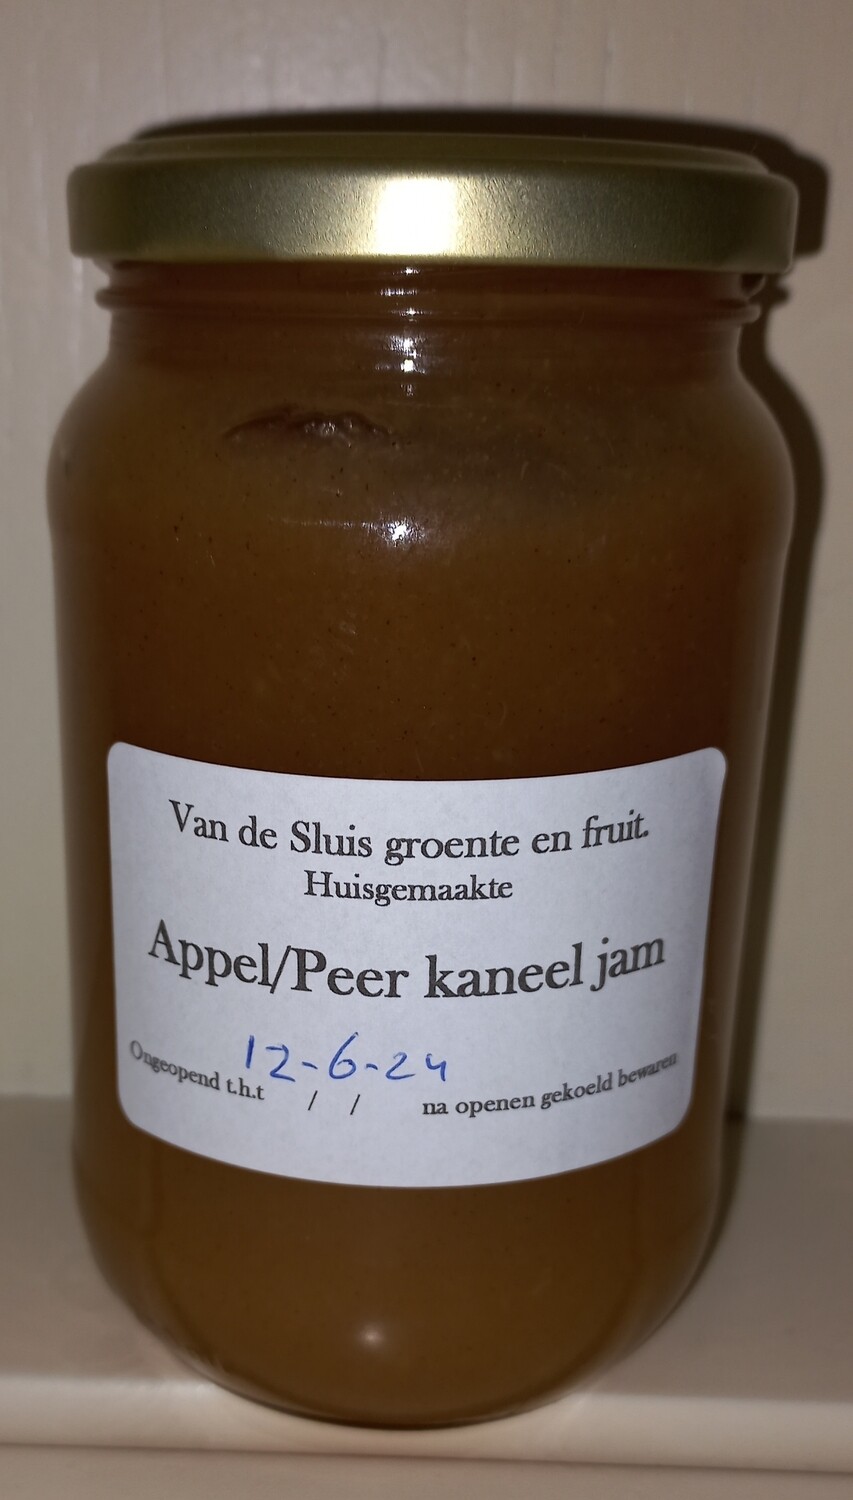 Van de Sluis groente en fruit.
Huisgemaakte
Appel/Peer kaneel jam
12-6-24
Ongeopend t.h.t / / na openen gekoeld bewaren